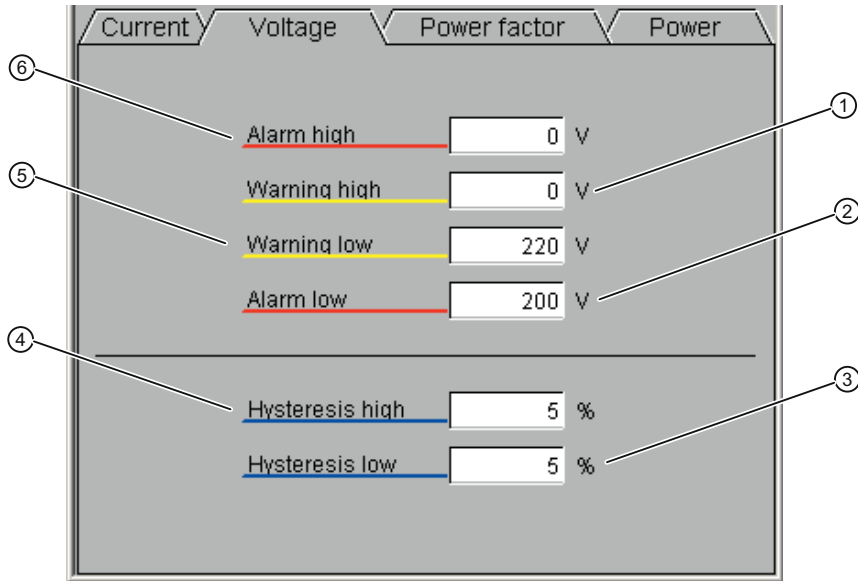 Current Voltage Power factor Power
⑥
①
Alarm high 0 V
⑤
Warning high 0 V
②
Warning low 220 V
Alarm low 200 V
④
③
Hysteresis high 5 %
Hysteresis low 5 %